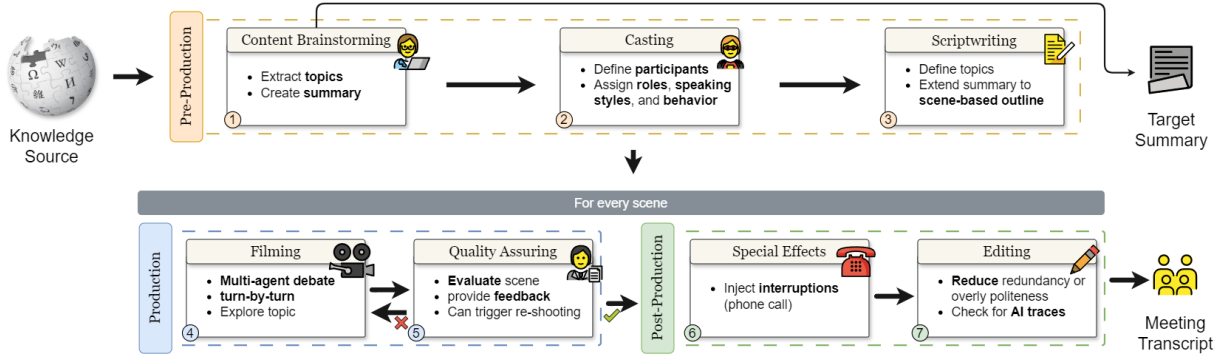 Knowledge
Source
Pre-Production
Content Brainstorming
• Extract topics
• Create summary
1
Casting
• Define participants
• Assign roles, speaking
styles, and behavior
2
Scriptwriting
• Define topics
• Extend summary to
scene-based outline
3
Target
Summary
For every scene
Production
Filming
• Multi-agent debate
• turn-by-turn
• Explore topic
4
Quality Assuring
• Evaluate scene
• provide feedback
• Can trigger re-shooting
5
Post-Production
Special Effects
• Inject interruptions
(phone call)
6
Editing
• Reduce redundancy or
overly politeness
• Check for AI traces
7
Meeting
Transcript